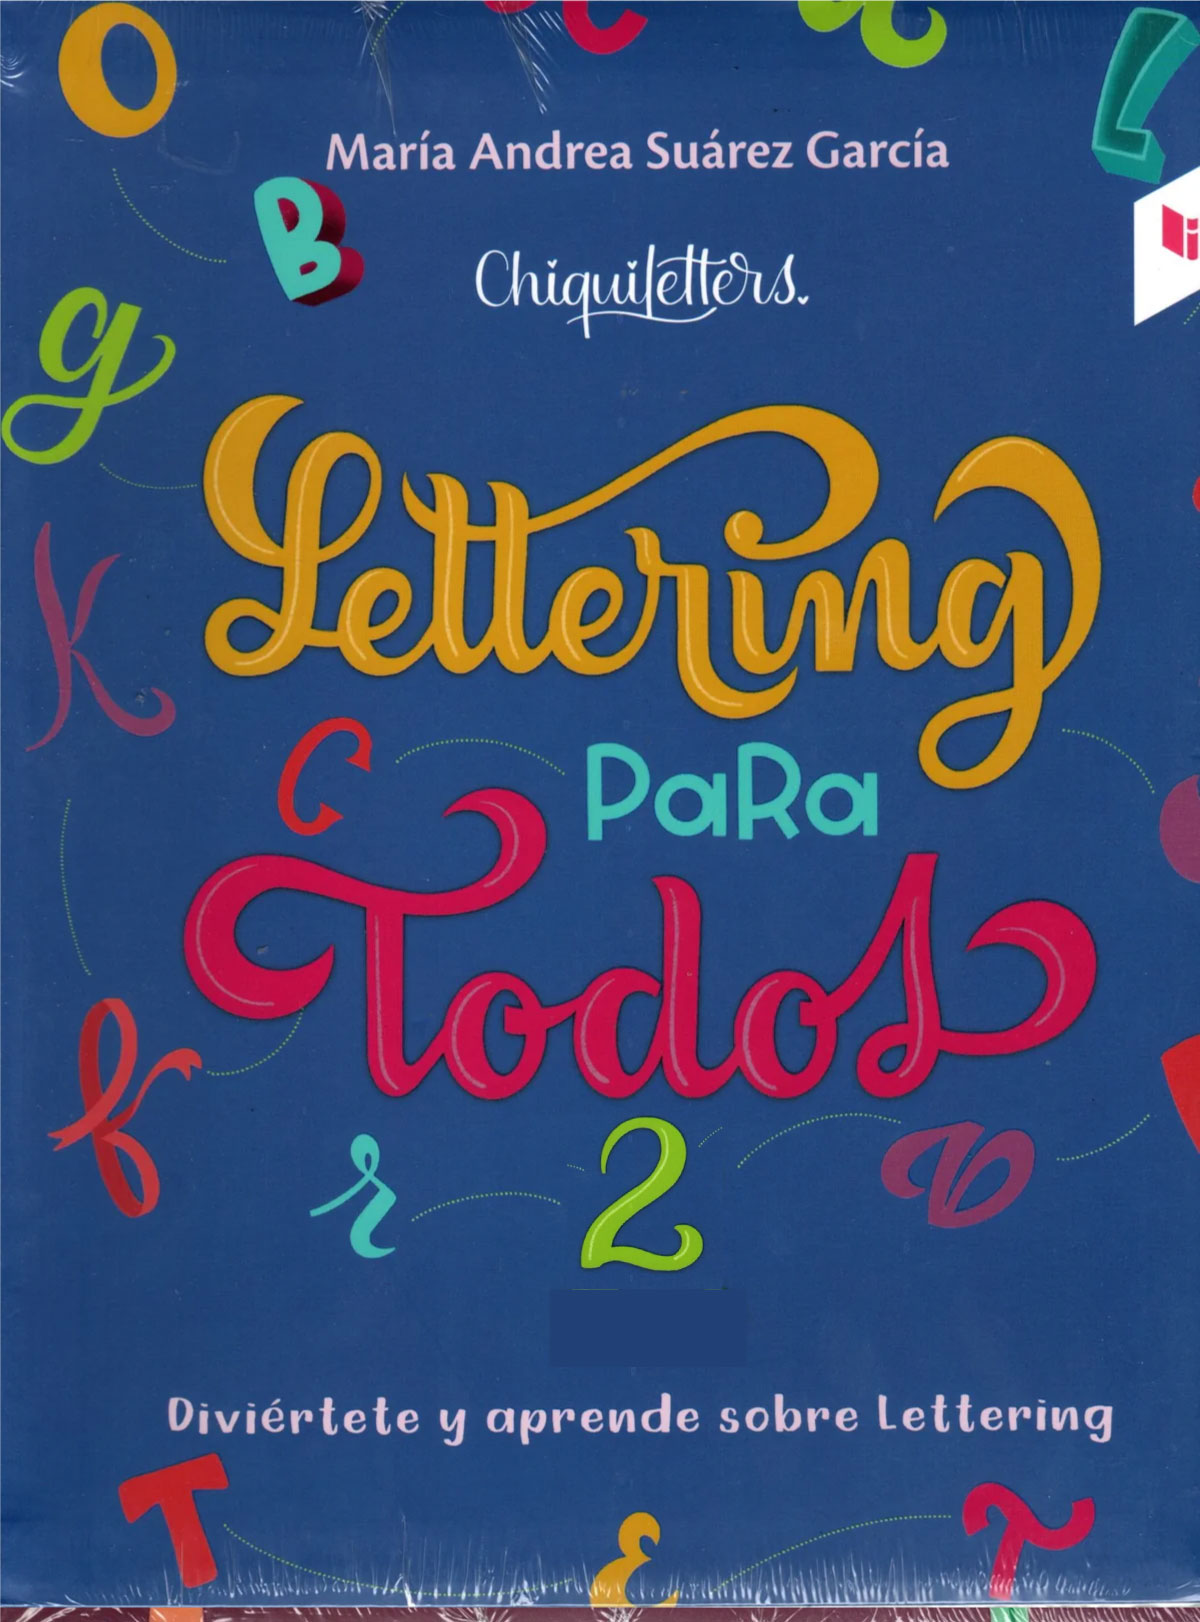 María Andrea Suárez García
ChiquiLetters.
Lettering
PaRa
Todos
2
Diviértete y aprende sobre Lettering
O
B
g
K
C
f
r
v
T